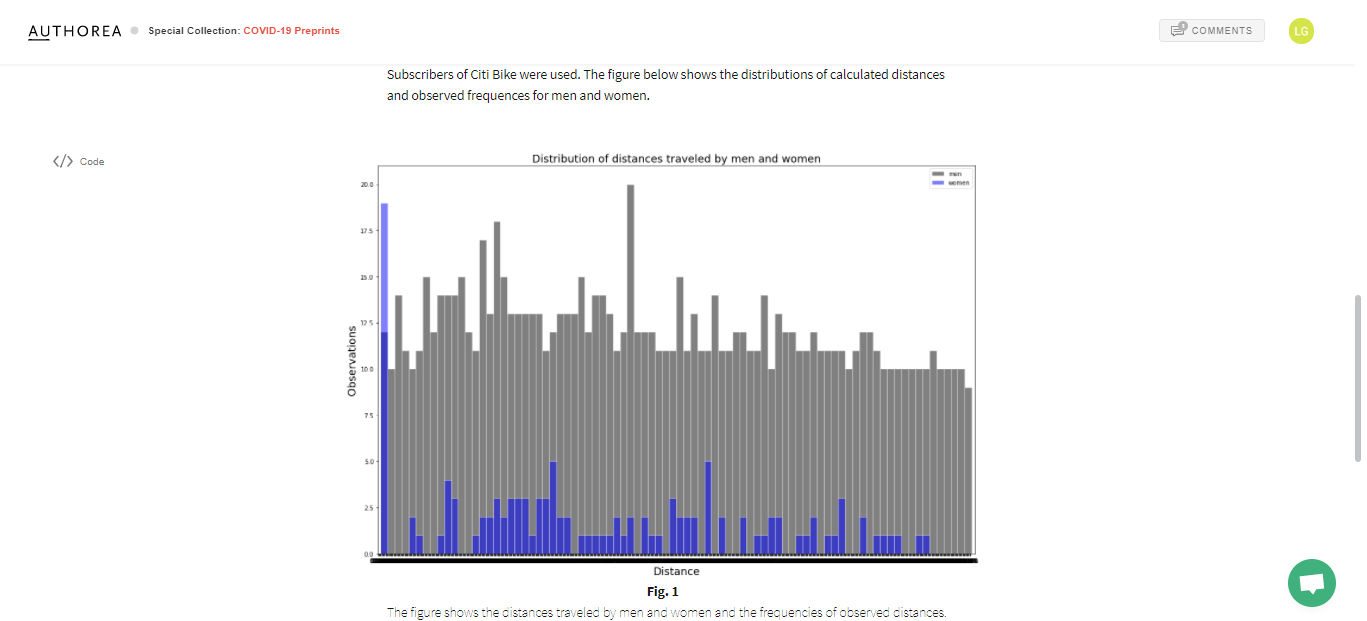 AUTHOREA Special Collection: COVID-19 Preprints
1 COMMENTS LG
Subscribers of Citi Bike were used. The figure below shows the distributions of calculated distances
and observed frequences for men and women.
</> Code
Distribution of distances traveled by men and women
men
women
20.0
17.5
15.0
12.5
10.0
7.5
5.0
2.5
0.0
Observations
Distance
Fig. 1
The figure shows the distances traveled by men and women and the frequencies of observed distances.